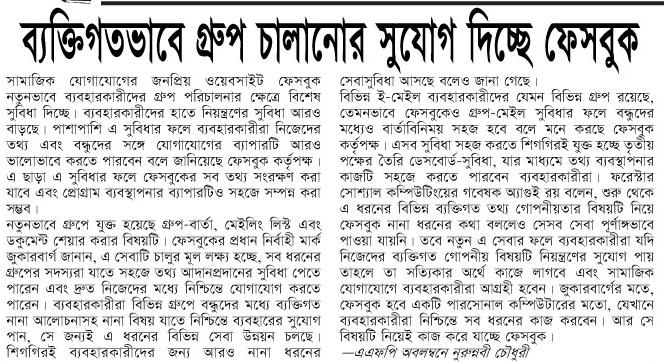 ব্যক্তিগতভাবে গ্রুপ চালানোর সুযোগ দিচ্ছে ফেসবুক
সামাজিক যোগাযোগের জনপ্রিয় ওয়েবসাইট ফেসবুক
নতুনভাবে ব্যবহারকারীদের গ্রুপ পরিচালনার ক্ষেত্রে বিশেষ
সুবিধা দিচ্ছে। ব্যবহারকারীদের হাতে নিয়ন্ত্রণের সুবিধা আরও
বাড়ছে। পাশাপাশি এ সুবিধার ফলে ব্যবহারকারীরা নিজেদের
তথ্য এবং বন্ধুদের সঙ্গে যোগাযোগের ব্যাপারটি আরও
ভালোভাবে করতে পারবেন বলে জানিয়েছে ফেসবুক কর্তৃপক্ষ।
এ ছাড়া এ সুবিধার ফলে ফেসবুকের সব তথ্য সংরক্ষণ করা
যাবে এবং প্রোগ্রাম ব্যবস্থাপনার ব্যাপারটিও সহজে সম্পন্ন করা
সম্ভব।
নতুনভাবে গ্রুপে যুক্ত হয়েছে গ্রুপ-বার্তা, মেইলিং লিস্ট এবং
ডকুমেন্ট শেয়ার করার বিষয়টি। ফেসবুকের প্রধান নির্বাহী মার্ক
জুকারবার্গ জানান, এ সেবাটি চালুর মূল লক্ষ্য হচ্ছে, সব ধরনের
গ্রুপের সদস্যরা যাতে সহজে তথ্য আদানপ্রদানের সুবিধা পেতে
পারেন এবং দ্রুত নিজেদের মধ্যে নিশ্চিন্তে যোগাযোগ করতে
পারেন। ব্যবহারকারীরা বিভিন্ন গ্রুপে বন্ধুদের মধ্যে ব্যক্তিগত
নানা আলোচনাসহ নানা বিষয় যাতে নিশ্চিন্তে ব্যবহারের সুযোগ
পান, সে জন্যই এ ধরনের বিভিন্ন সেবা উন্নয়ন চলছে।
শিগগিরই ব্যবহারকারীদের জন্য আরও নানা ধরনের
সেবাসুবিধা আসছে বলেও জানা গেছে।
বিভিন্ন ই-মেইল ব্যবহারকারীদের যেমন বিভিন্ন গ্রুপ রয়েছে,
তেমনভাবে ফেসবুকেও গ্রুপ-মেইল সুবিধার ফলে বন্ধুদের
মধ্যেও বার্তাবিনিময় সহজ হবে বলে মনে করছে ফেসবুক
কর্তৃপক্ষ। এসব সুবিধা সহজ করতে শিগগিরই যুক্ত হচ্ছে তৃতীয়
পক্ষের তৈরি ডেসবোর্ড-সুবিধা, যার মাধ্যমে তথ্য ব্যবস্থাপনার
কাজটি সহজে করতে পারবেন ব্যবহারকারীরা। ফরেস্টার
সোশ্যাল কম্পিউটিংয়ের গবেষক অ্যাগুই রয় বলেন, শুরু থেকে
এ ধরনের বিভিন্ন ব্যক্তিগত তথ্য গোপনীয়তার বিষয়টি নিয়ে
ফেসবুক নানা ধরনের কথা বললেও সেসব সেবা পূর্ণাঙ্গভাবে
পাওয়া যায়নি। তবে নতুন এ সেবার ফলে ব্যবহারকারীরা যদি
নিজেদের ব্যক্তিগত গোপনীয় বিষয়টি নিয়ন্ত্রণের সুযোগ পায়
তাহলে তা সত্যিকার অর্থে কাজে লাগবে এবং সামাজিক
যোগাযোগে ব্যবহারকারীরা আগ্রহী হবেন। জুকারবার্গের মতে,
ফেসবুক হবে একটি পারসোনাল কম্পিউটারের মতো, যেখানে
ব্যবহারকারীরা নিশ্চিন্তে সব ধরনের কাজ করবেন। আর সে
বিষয়টি নিয়েই কাজ করে যাচ্ছে ফেসবুক।
—এএফপি অবলম্বনে নুরুন্নবী চৌধুরী